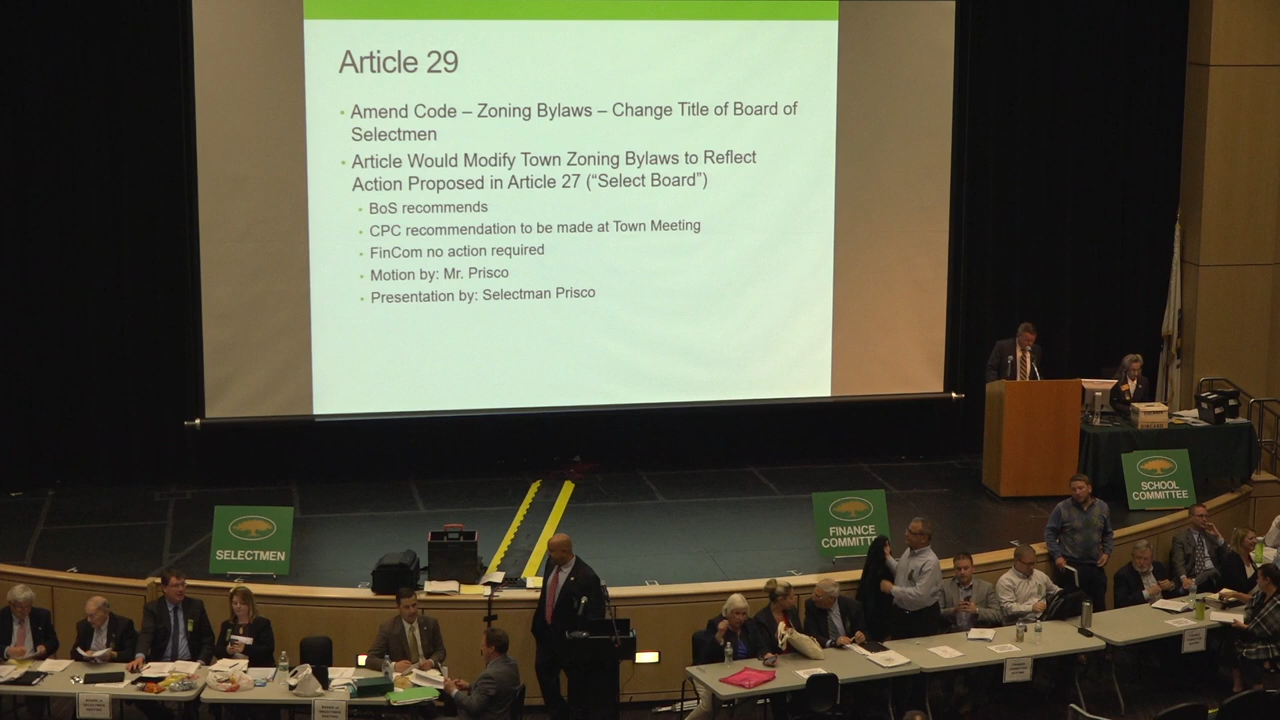 Article 29
• Amend Code – Zoning Bylaws – Change Title of Board of
Selectmen
• Article Would Modify Town Zoning Bylaws to Reflect
Action Proposed in Article 27 (“Select Board”)
• BoS recommends
• CPC recommendation to be made at Town Meeting
• FinCom no action required
• Motion by: Mr. Prisco
• Presentation by: Selectman Prisco
SCHOOL
COMMITTEE
FINANCE
SELECTMEN